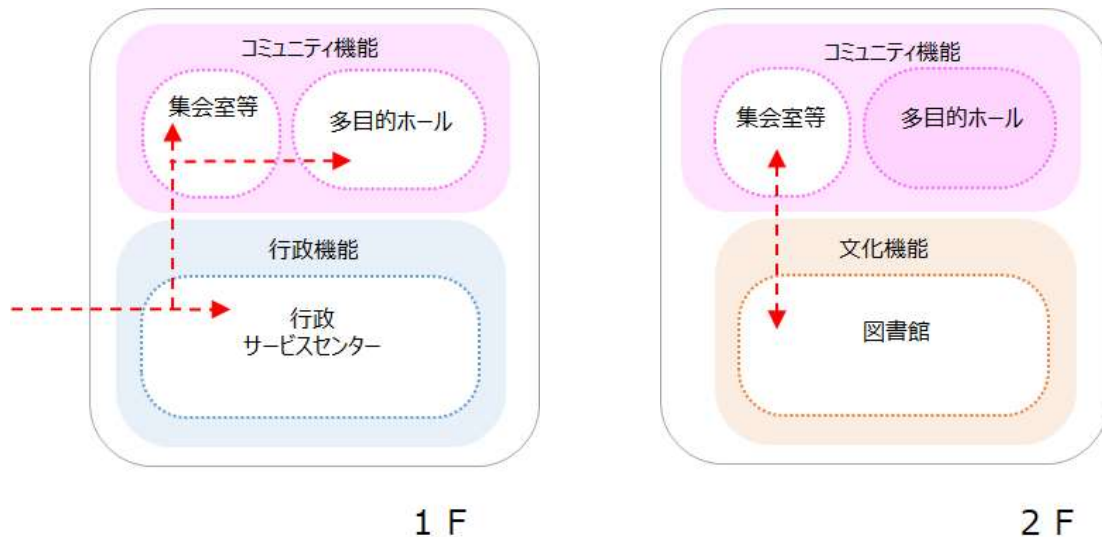 コミュニティ機能
集会室等
多目的ホール
行政機能
行政
サービスセンター
1 F
コミュニティ機能
集会室等
多目的ホール
文化機能
図書館
2 F